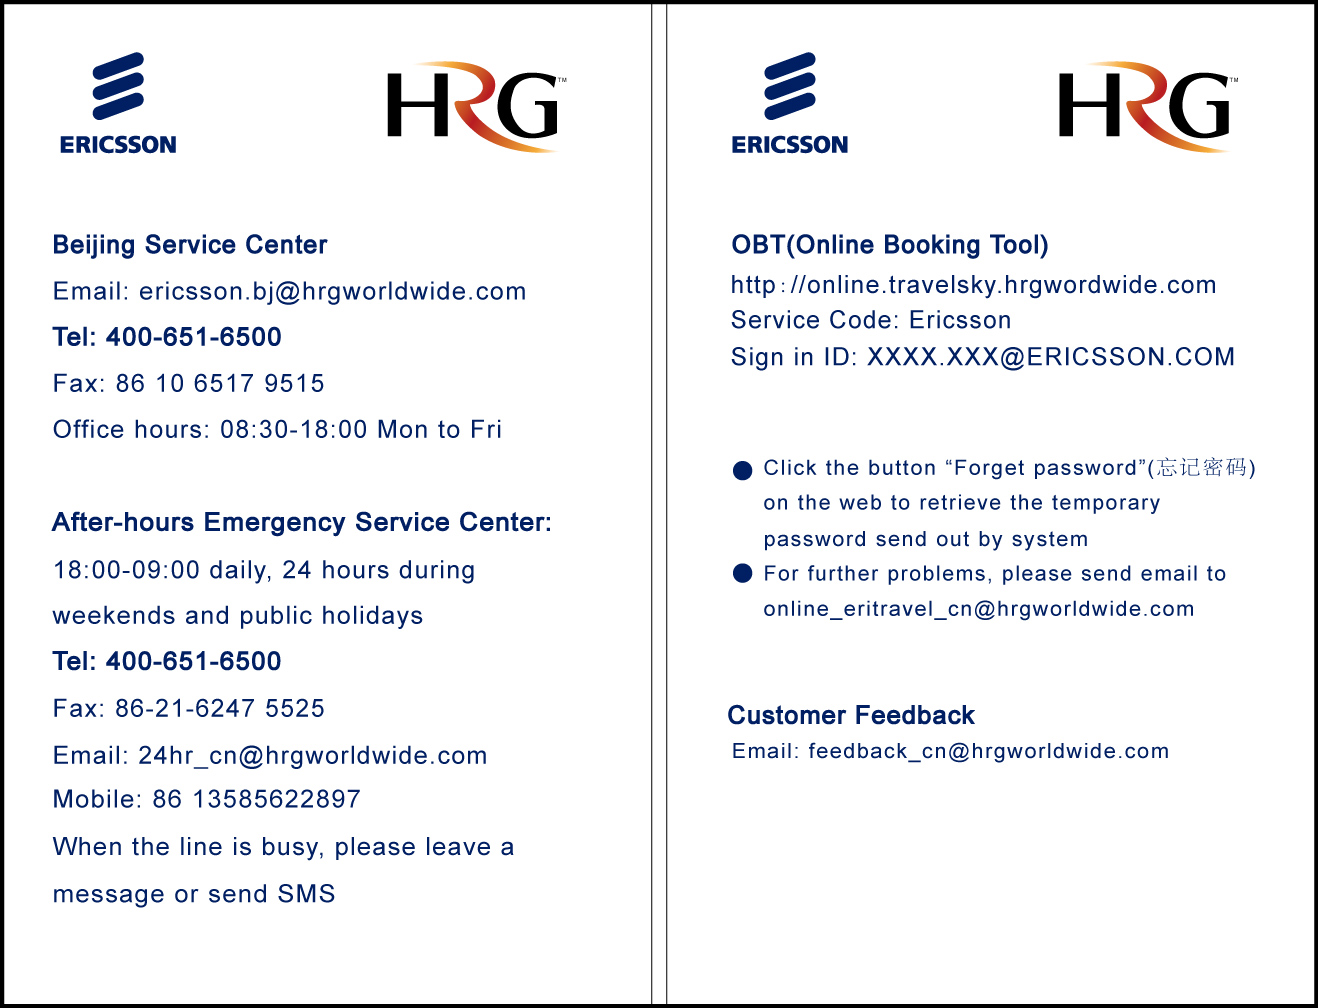 ERICSSON
HRG™
Beijing Service Center
Email: ericsson.bj@hrgworldwide.com
Tel: 400-651-6500
Fax: 86 10 6517 9515
Office hours: 08:30-18:00 Mon to Fri
After-hours Emergency Service Center:
18:00-09:00 daily, 24 hours during
weekends and public holidays
Tel: 400-651-6500
Fax: 86-21-6247 5525
Email: 24hr_cn@hrgworldwide.com
Mobile: 86 13585622897
When the line is busy, please leave a
message or send SMS
ERICSSON
HRG™
OBT(Online Booking Tool)
http://online.travelsky.hrgwordwide.com
Service Code: Ericsson
Sign in ID: XXXX.XXX@ERICSSON.COM
● Click the button “Forget password”(忘记密码)
on the web to retrieve the temporary
password send out by system
● For further problems, please send email to
online_eritravel_cn@hrgworldwide.com
Customer Feedback
Email: feedback_cn@hrgworldwide.com